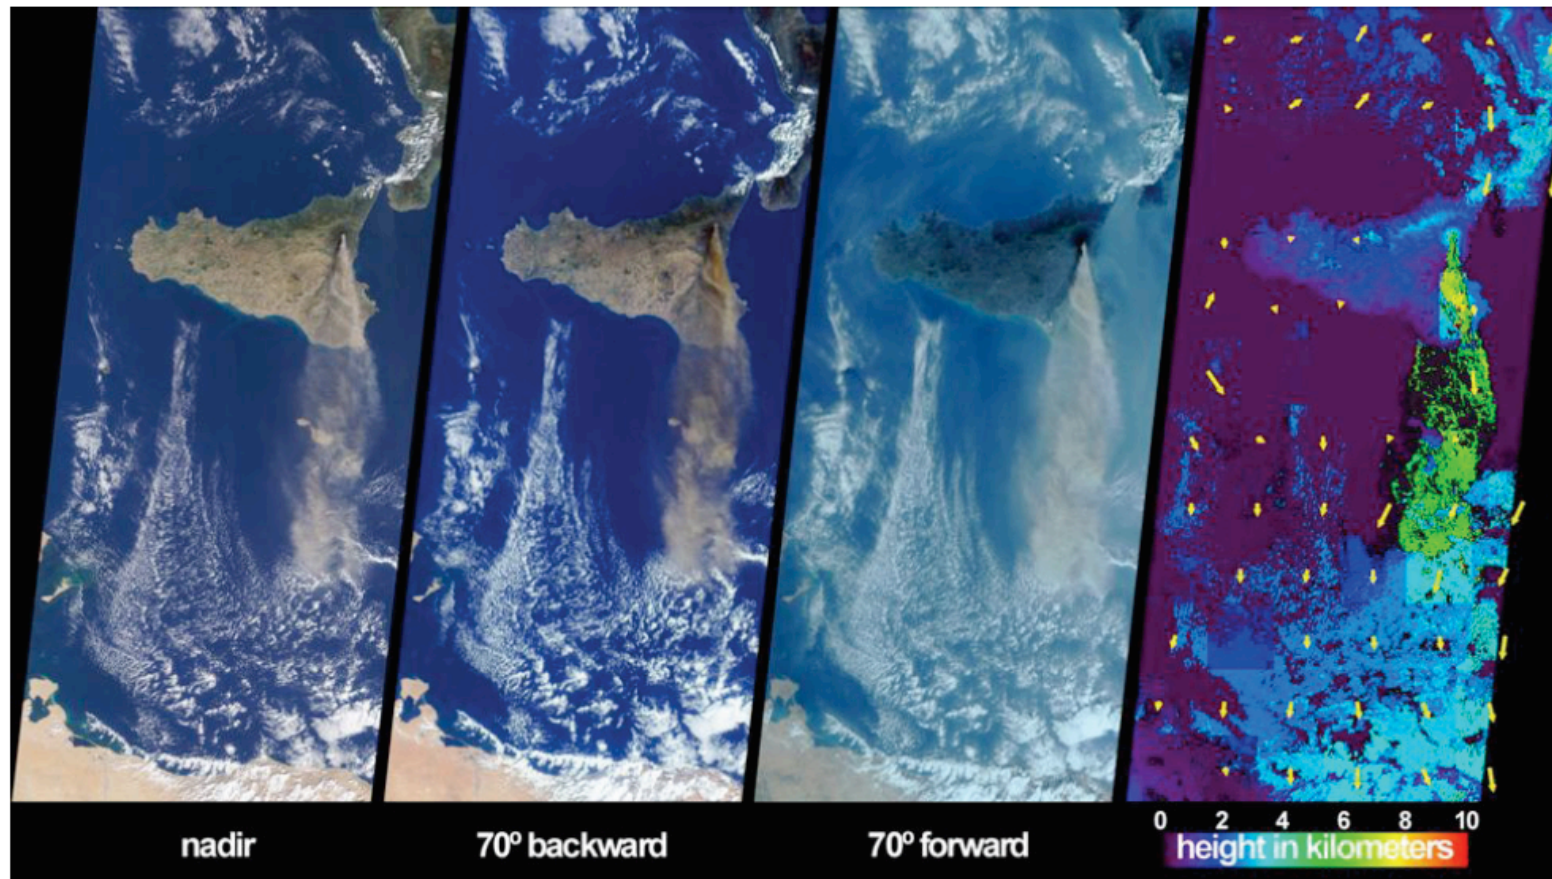 nadir
70º backward
70º forward
0 2 4 6 8 10
height in kilometers